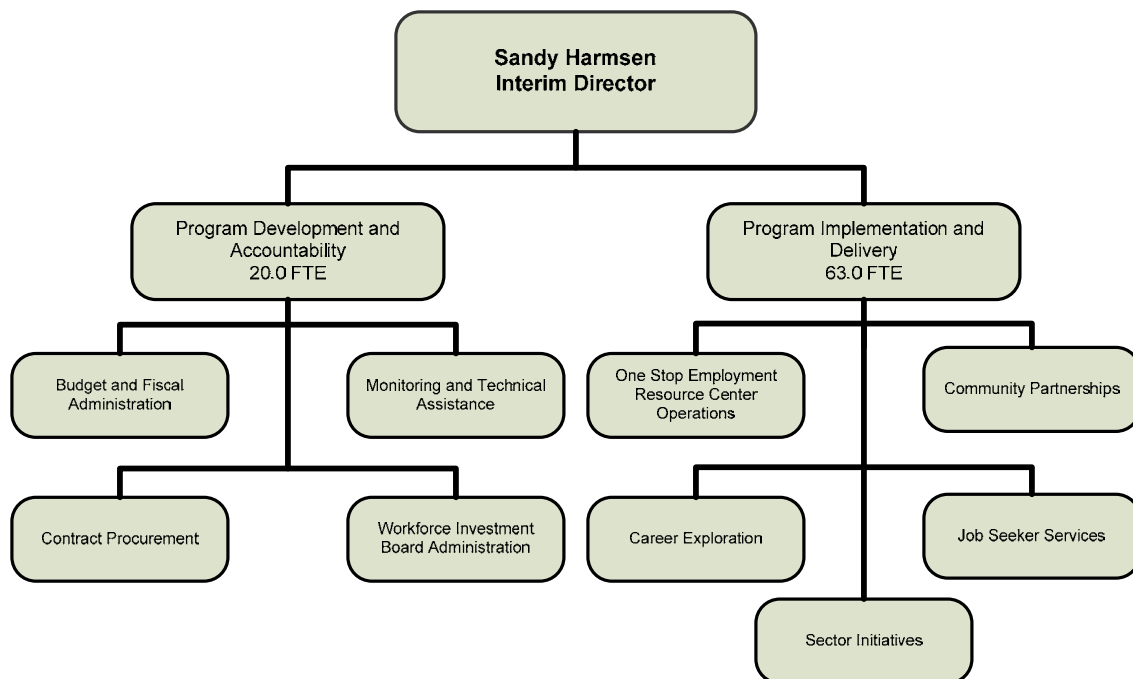 Sandy Harmsen
Interim Director
Program Development and
Accountability
20.0 FTE
Program Implementation and
Delivery
63.0 FTE
Budget and Fiscal
Administration
Monitoring and Technical
Assistance
One Stop Employment
Resource Center
Operations
Community Partnerships
Contract Procurement
Workforce Investment
Board Administration
Career Exploration
Job Seeker Services
Sector Initiatives